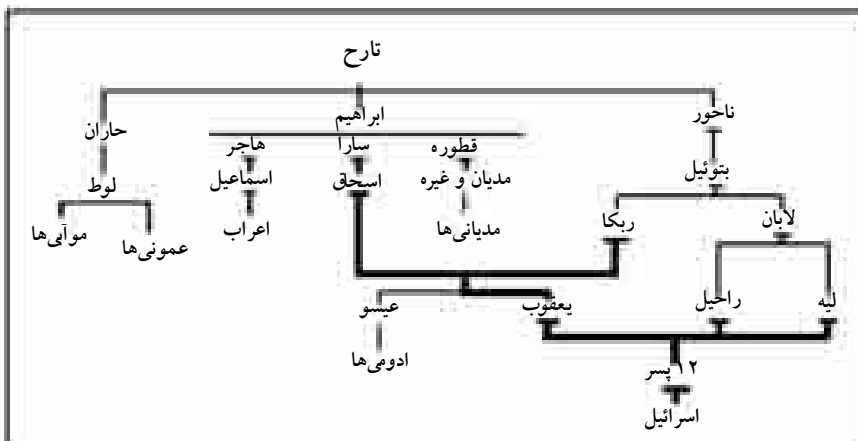 تارح
ناخور ابراهیم حاران
قطوره سارا هاجر
بتوئیل مدیان و غیره اسحاق اسماعیل لوط
لابان ربکا مدیانی‌ها اعراب عمونی‌ها موآبی‌ها
لیه راحیل یعقوب عیسو
ادومی‌ها
۱۲ پسر
اسرائیل